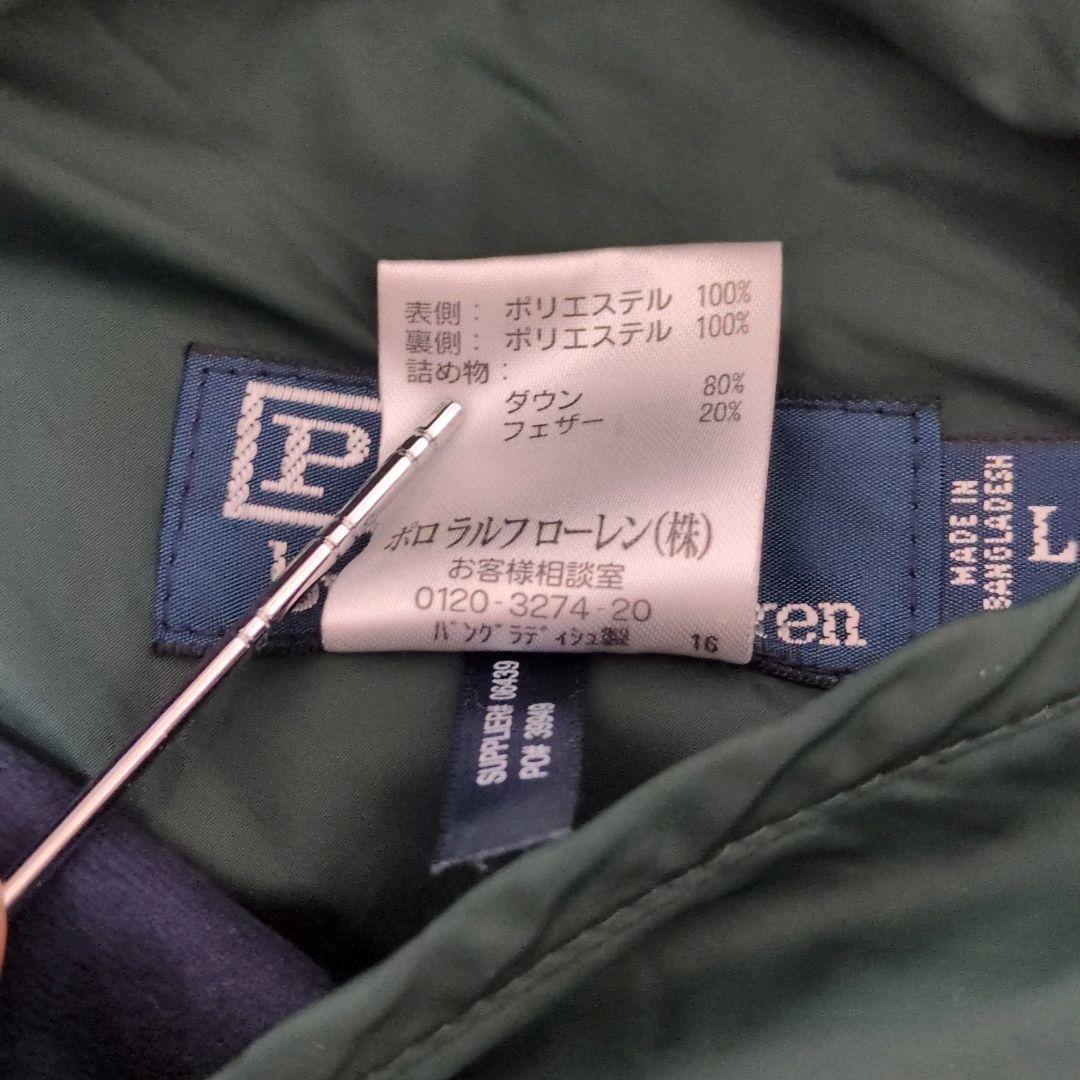 表側： ポリエステル 100%
裏側： ポリエステル 100%
詰め物：
ダウン 80%
フェザー 20%
ポロ ラルフ ローレン(株)
お客様相談室
0120-3274-20
ﾊﾞﾝｸﾞﾗﾃﾞｨｼｭ製 16
P
ren
MADE IN
BANGLADESH
L
SUPPLIER# 06439
PO# 3949